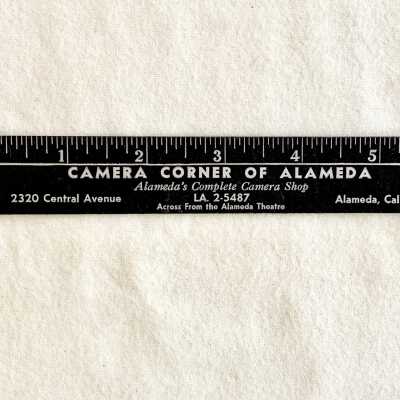 1 2 3 4 5
CAMERA CORNER OF ALAMEDA
Alameda's Complete Camera Shop
2320 Central Avenue LA. 2-5487 Alameda, Cal
Across From the Alameda Theatre